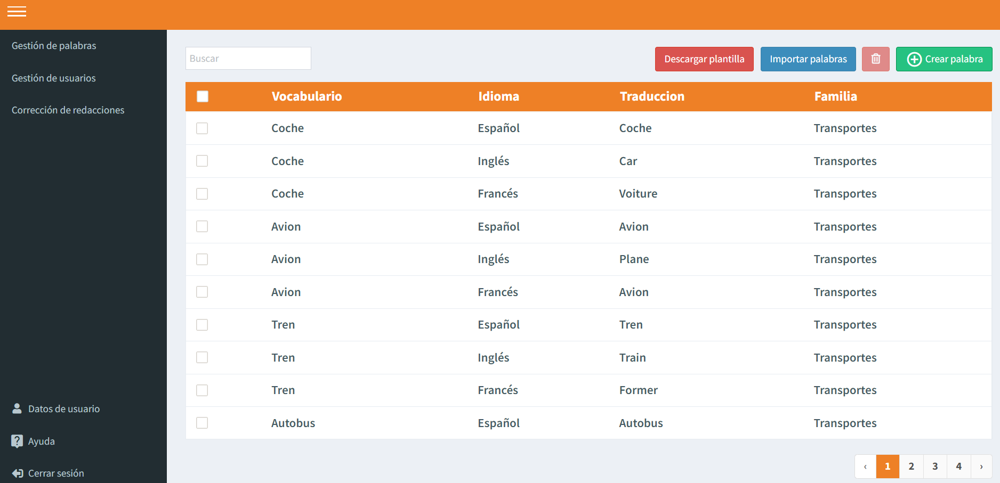 Gestión de palabras
Gestión de usuarios
Corrección de redacciones
Datos de usuario
Ayuda
Cerrar sesión
Buscar
Descargar plantilla
Importar palabras
Crear palabra
Vocabulario Idioma Traduccion Familia
Coche Español Coche Transportes
Coche Inglés Car Transportes
Coche Francés Voiture Transportes
Avion Español Avion Transportes
Avion Inglés Plane Transportes
Avion Francés Avion Transportes
Tren Español Tren Transportes
Tren Inglés Train Transportes
Tren Francés Former Transportes
Autobus Español Autobus Transportes
‹ 1 2 3 4 ›